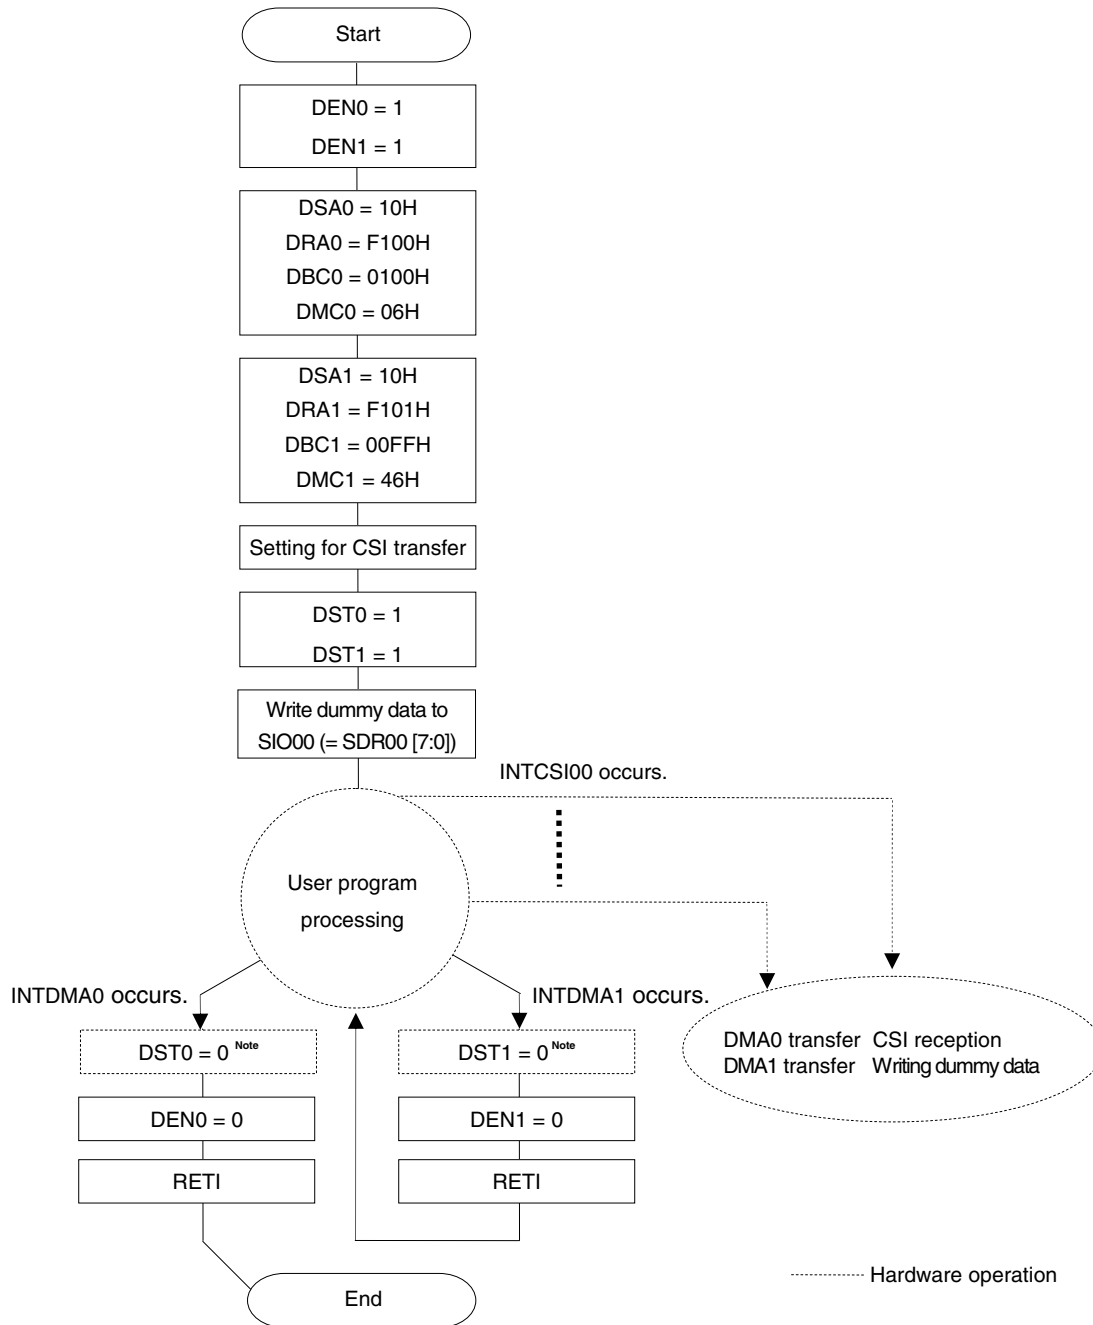 Start
DEN0 = 1
DEN1 = 1
DSA0 = 10H
DRA0 = F100H
DBC0 = 0100H
DMC0 = 06H
DSA1 = 10H
DRA1 = F101H
DBC1 = 00FFH
DMC1 = 46H
Setting for CSI transfer
DST0 = 1
DST1 = 1
Write dummy data to
SIO00 (= SDR00 [7:0])
INTCSI00 occurs.
User program
processing
INTDMA0 occurs.
INTDMA1 occurs.
DST0 = 0 Note
DST1 = 0 Note
DMA0 transfer CSI reception
DMA1 transfer Writing dummy data
DEN0 = 0
DEN1 = 0
RETI
RETI
End
Hardware operation